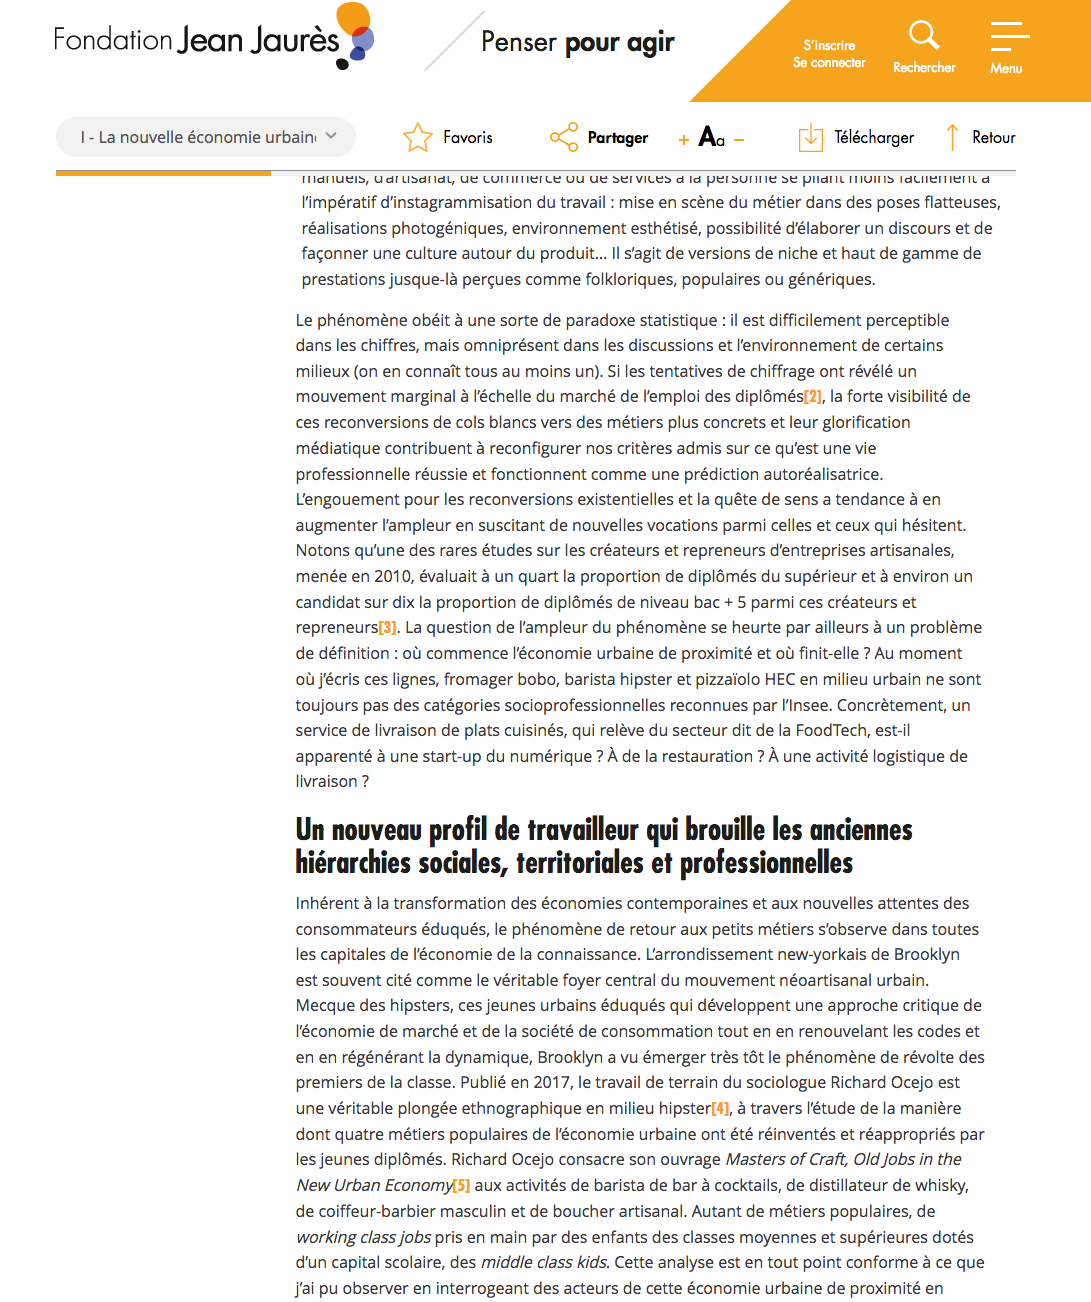 Fondation Jean Jaurès
Penser pour agir
S'inscrire
Se connecter
Rechercher
Menu
I - La nouvelle économie urbain
Favoris
Partager
+ Aa –
Télécharger
Retour
manuels, d'artisanat, de commerce ou de services à la personne se pliant moins facilement à
l'impératif d'instagrammisation du travail : mise en scène du métier dans des poses flatteuses,
réalisations photogéniques, environnement esthétisé, possibilité d'élaborer un discours et de
façonner une culture autour du produit... Il s'agit de versions de niche et haut de gamme de
prestations jusque-là perçues comme folkloriques, populaires ou génériques.
Le phénomène obéit à une sorte de paradoxe statistique : il est difficilement perceptible
dans les chiffres, mais omniprésent dans les discussions et l'environnement de certains
milieux (on en connaît tous au moins un). Si les tentatives de chiffrage ont révélé un
mouvement marginal à l'échelle du marché de l'emploi des diplômés[2], la forte visibilité de
ces reconversions de cols blancs vers des métiers plus concrets et leur glorification
médiatique contribuent à reconfigurer nos critères admis sur ce qu'est une vie
professionnelle réussie et fonctionnent comme une prédiction autoréalisatrice.
L'engouement pour les reconversions existentielles et la quête de sens a tendance à en
augmenter l'ampleur en suscitant de nouvelles vocations parmi celles et ceux qui hésitent.
Notons qu'une des rares études sur les créateurs et repreneurs d'entreprises artisanales,
menée en 2010, évaluait à un quart la proportion de diplômés du supérieur et à environ un
candidat sur dix la proportion de diplômés de niveau bac + 5 parmi ces créateurs et
repreneurs[3]. La question de l'ampleur du phénomène se heurte par ailleurs à un problème
de définition : où commence l'économie urbaine de proximité et où finit-elle ? Au moment
où j'écris ces lignes, fromager bobo, barista hipster et pizzaïolo HEC en milieu urbain ne sont
toujours pas des catégories socioprofessionnelles reconnues par l'Insee. Concrètement, un
service de livraison de plats cuisinés, qui relève du secteur dit de la FoodTech, est-il
apparenté à une start-up du numérique ? À de la restauration ? À une activité logistique de
livraison ?
Un nouveau profil de travailleur qui brouille les anciennes
hiérarchies sociales, territoriales et professionnelles
Inhérent à la transformation des économies contemporaines et aux nouvelles attentes des
consommateurs éduqués, le phénomène de retour aux petits métiers s'observe dans toutes
les capitales de l'économie de la connaissance. L'arrondissement new-yorkais de Brooklyn
est souvent cité comme le véritable foyer central du mouvement néoartisanal urbain.
Mecque des hipsters, ces jeunes urbains éduqués qui développent une approche critique de
l'économie de marché et de la société de consommation tout en en renouvelant les codes et
en en régénérant la dynamique, Brooklyn a vu émerger très tôt le phénomène de révolte des
premiers de la classe. Publié en 2017, le travail de terrain du sociologue Richard Ocejo est
une véritable plongée ethnographique en milieu hipster[4], à travers l'étude de la manière
dont quatre métiers populaires de l'économie urbaine ont été réinventés et réappropriés par
les jeunes diplômés. Richard Ocejo consacre son ouvrage Masters of Craft, Old Jobs in the
New Urban Economy[5] aux activités de barista de bar à cocktails, de distillateur de whisky,
de coiffeur-barbier masculin et de boucher artisanal. Autant de métiers populaires, de
working class jobs pris en main par des enfants des classes moyennes et supérieures dotés
d'un capital scolaire, des middle class kids. Cette analyse est en tout point conforme à ce que
j'ai pu observer en interrogeant des acteurs de cette économie urbaine de proximité en